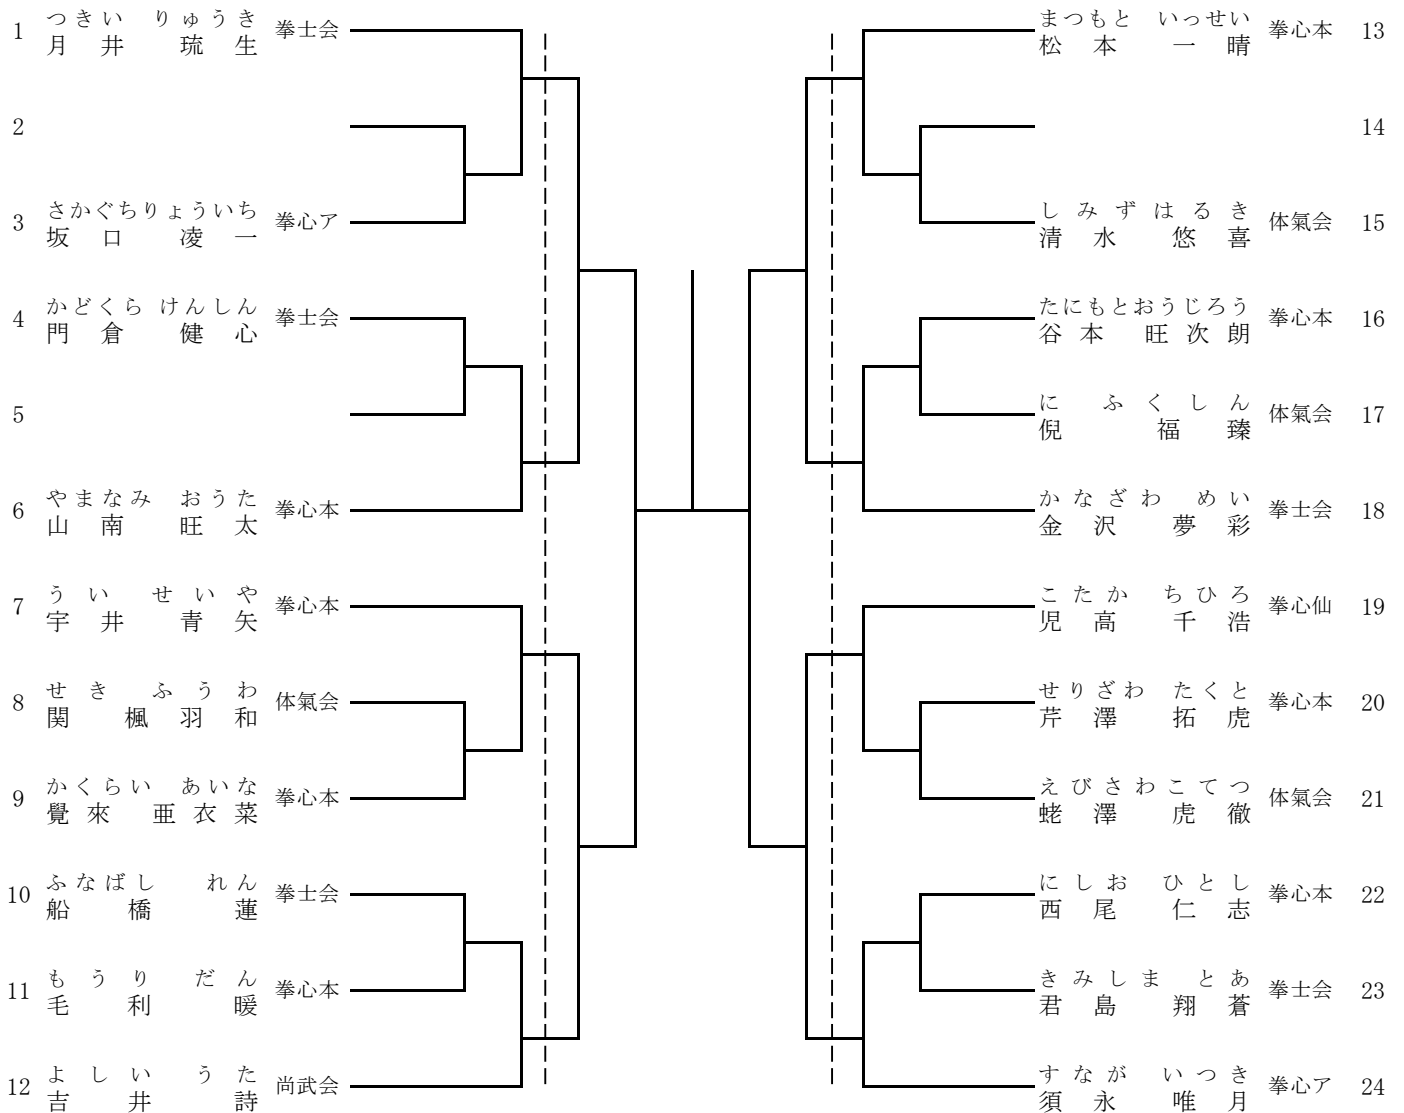 つきい りゅうき
1 月井 琉生 拳士会
2
さかぐちりょういち
3 坂口 凌一 拳心ア
かどくら けんしん
4 門倉 健心 拳士会
5
やまなみ おうた
6 山南 旺太 拳心本
うい せいや
7 宇井 青矢 拳心本
せき ふうわ
8 関 楓羽和 体氣会
かくらい あいな
9 覺來 亜衣菜 拳心本
ふなばし れん
10 船橋 蓮 拳士会
もうり だん
11 毛利 暖 拳心本
よしい うた
12 吉井 詩 尚武会
まつもと いっせい
松本 一晴 拳心本 13
14
しみずはるき
清水 悠喜 体氣会 15
たにもとおうじろう
谷本 旺次朗 拳心本 16
に ふくしん
倪 福臻 体氣会 17
かなざわ めい
金沢 夢彩 拳士会 18
こたか ちひろ
児高 千浩 拳心仙 19
せりざわ たくと
芹澤 拓虎 拳心本 20
えびさわこてつ
蛯澤 虎徹 体氣会 21
にしお ひとし
西尾 仁志 拳心本 22
きみしま とあ
君島 翔蒼 拳士会 23
すなが いつき
須永 唯月 拳心ア 24